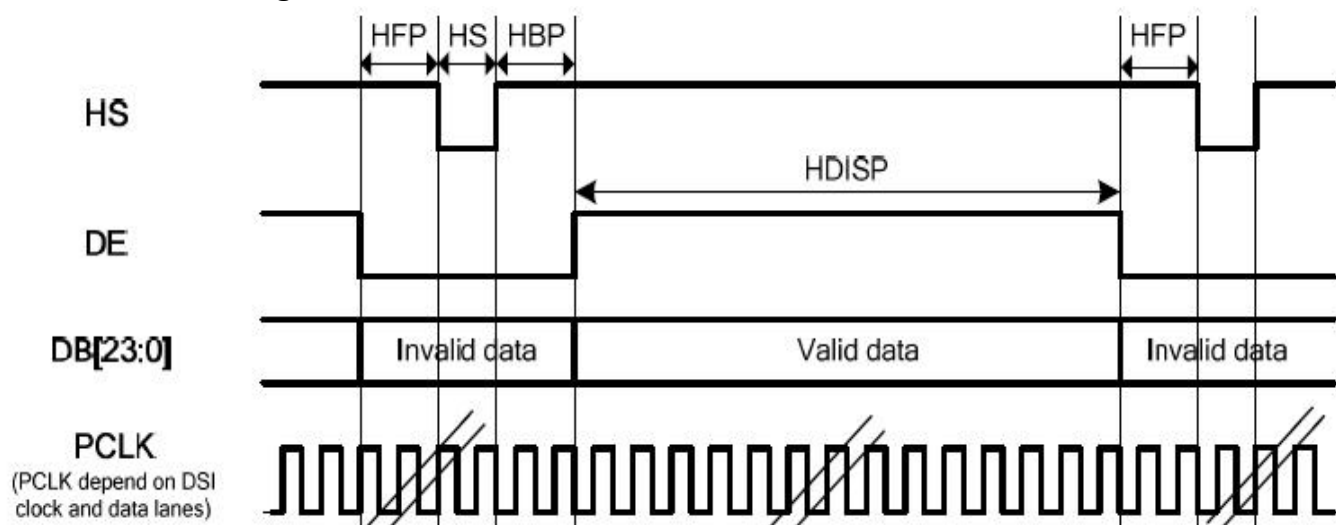 HFP HS HBP HFP
HS
HDISP
DE
DB[23:0] Invalid data Valid data Invalid data
PCLK
(PCLK depend on DSI
clock and data lanes)